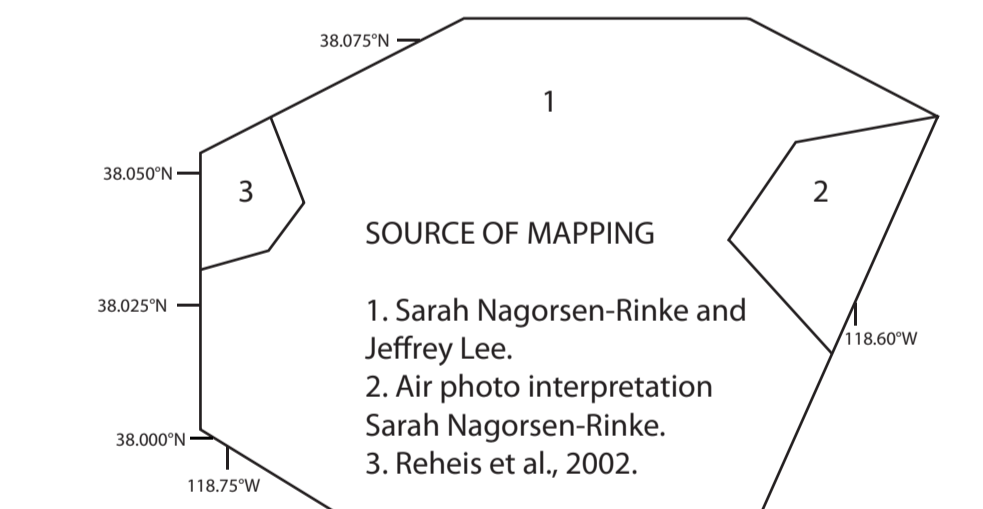 38.075°N
1
38.050°N
3
2
SOURCE OF MAPPING
38.025°N
1. Sarah Nagorsen-Rinke and
Jeffrey Lee.
118.60°W
2. Air photo interpretation
Sarah Nagorsen-Rinke.
38.000°N
3. Reheis et al., 2002.
118.75°W